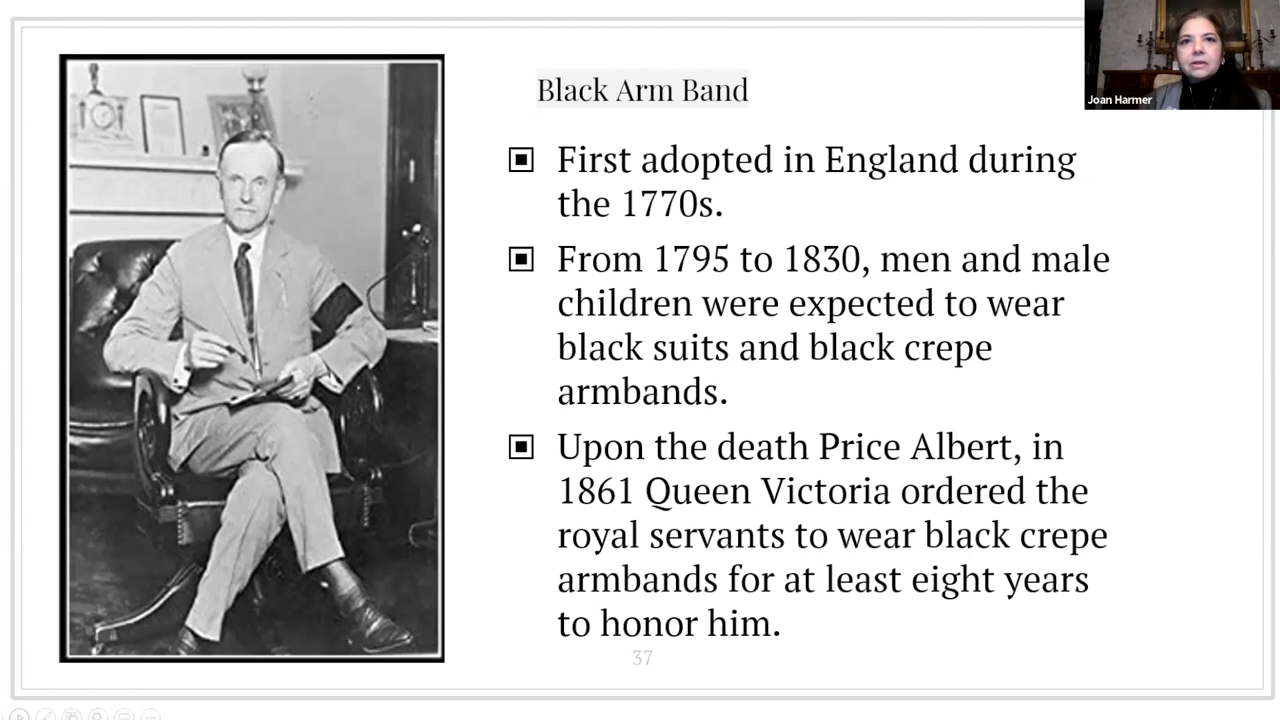 Black Arm Band
Joan Harmer
First adopted in England during
the 1770s.
From 1795 to 1830, men and male
children were expected to wear
black suits and black crepe
armbands.
Upon the death Price Albert, in
1861 Queen Victoria ordered the
royal servants to wear black crepe
armbands for at least eight years
to honor him.
37